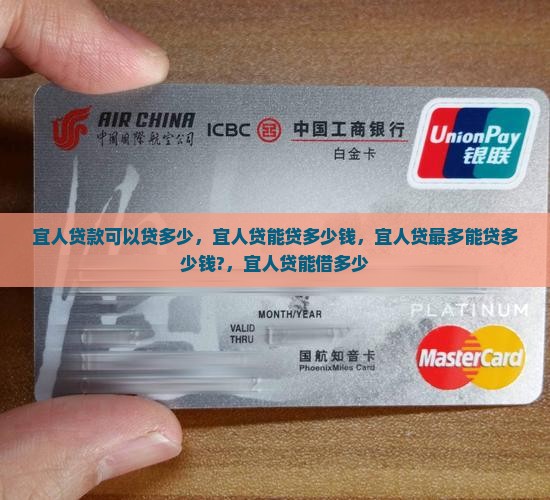 AIR CHINA
中国国际航空公司
ICBC 中国工商银行
白金卡
UnionPay
银联
宜人贷款可以贷多少，宜人贷能贷多少钱，宜人贷最多能贷多
少钱?，宜人贷能借多少
PLATINUM
MONTH/YEAR
VALID
THRU
国航知音卡
PhoenixMiles Card
MasterCard